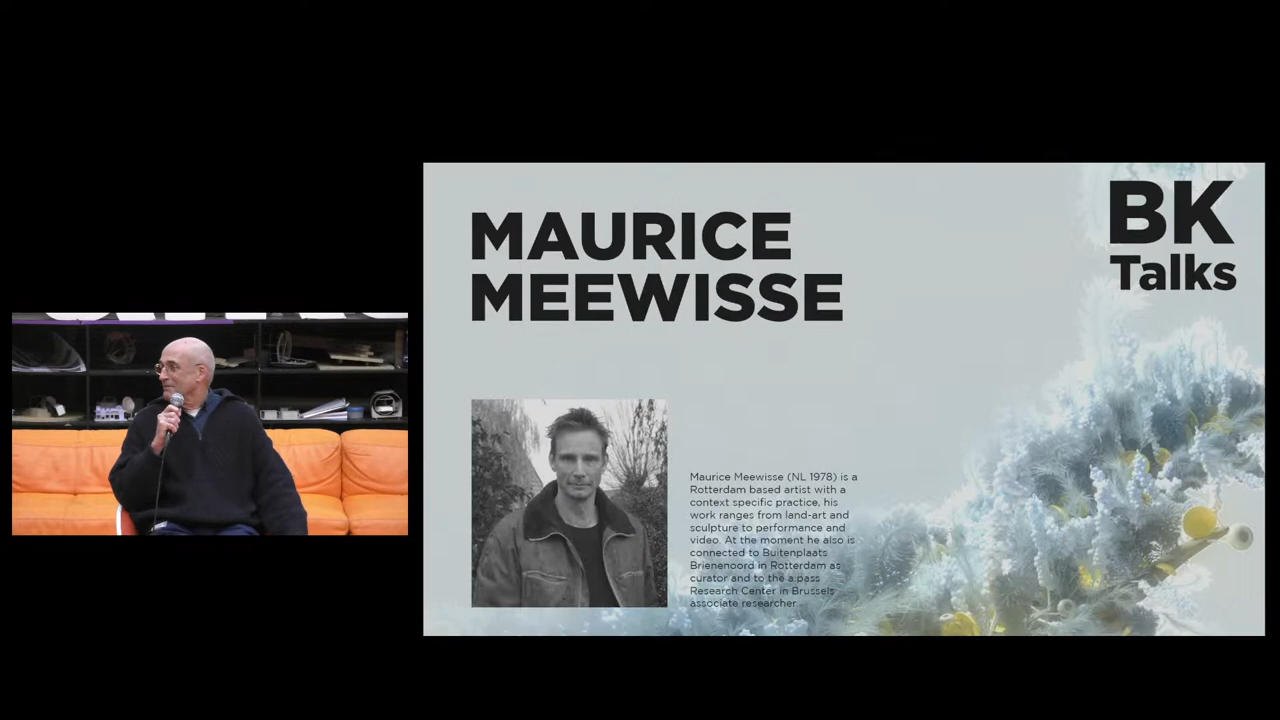 MAURICE
MEEWISSE
BK
Talks
Maurice Meewisse (NL 1978) is a
Rotterdam based artist with a
context specific practice, his
work ranges from land-art and
sculpture to performance and
video. At the moment he also is
connected to Buitenplaats
Brienenoord in Rotterdam as
curator and to the a.pass
Research Center in Brussels
associate researcher.